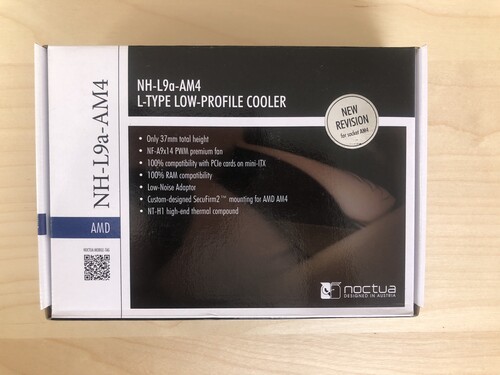 NH-L9a-AM4
AMD
NH-L9a-AM4
L-TYPE LOW-PROFILE COOLER
NEW
REVISION
for socket AM4
• Only 37mm total height
• NF-A9x14 PWM premium fan
• 100% compatibility with PCIe cards on mini-ITX
• 100% RAM compatibility
• Low-Noise Adaptor
• Custom-designed SecuFirm2™ mounting for AMD AM4
• NT-H1 high-end thermal compound
noctua
DESIGNED IN AUSTRIA